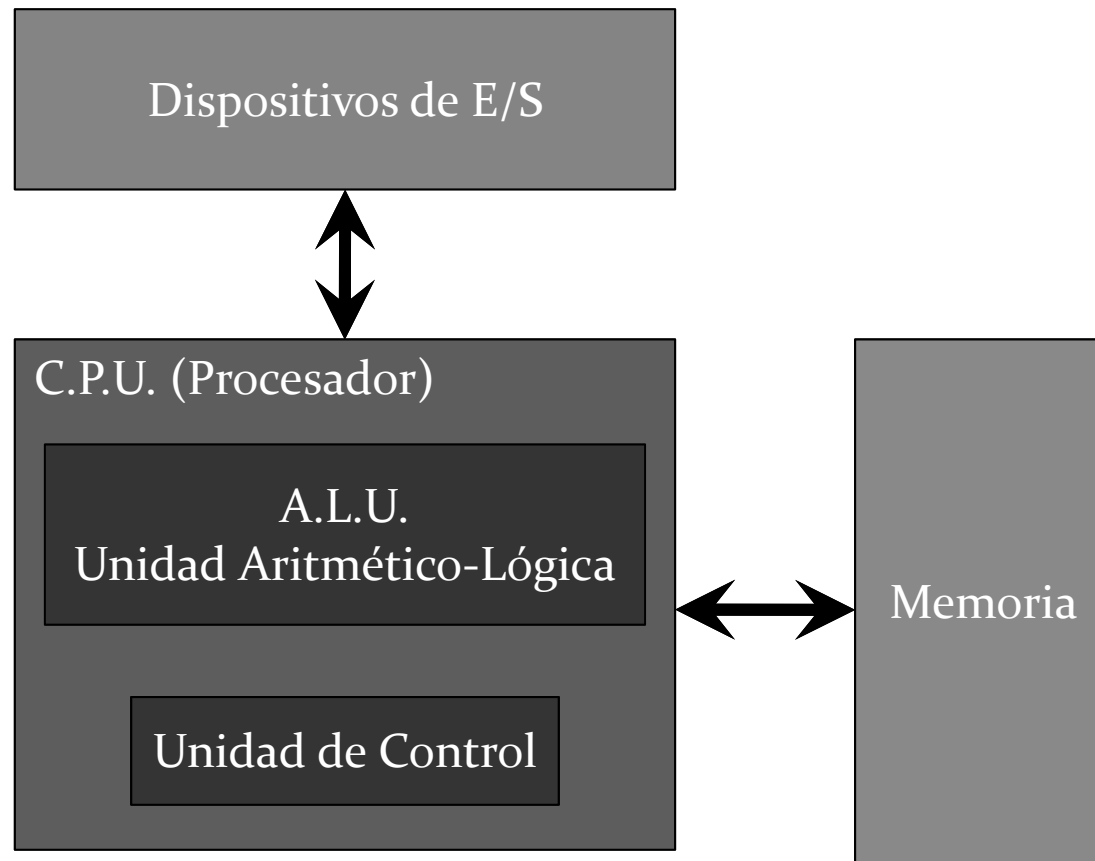 Dispositivos de E/S
C.P.U. (Procesador)
A.L.U.
Unidad Aritmético-Lógica
Memoria
Unidad de Control